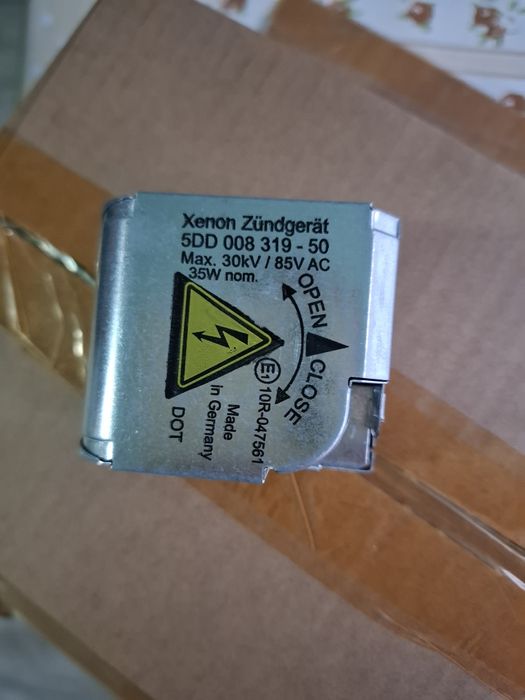 Xenon Zündgerät
5DD 008 319 - 50
Max. 30kV / 85V AC
35W nom.
OPEN
CLOSE
E1 10R-047561
Made
in Germany
DOT